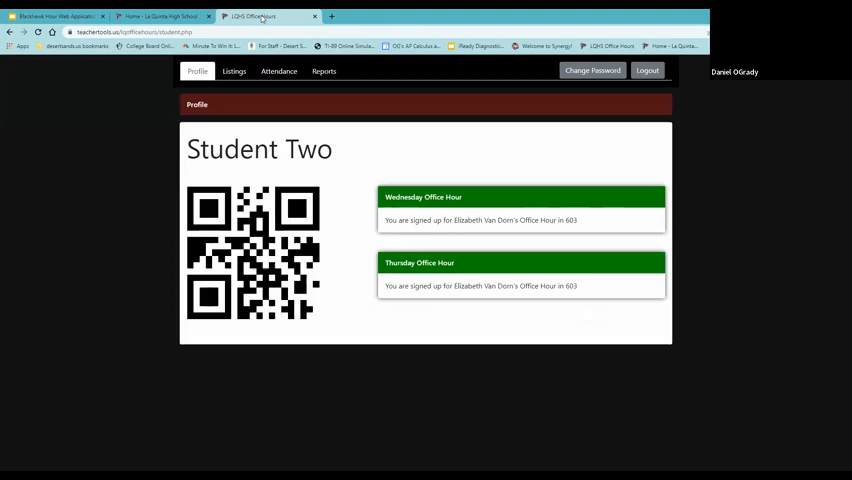 Blackhawk Hour Web Applicatio
Home - La Quinta High School
LQHS Office Hours
teachertools.us/lqofficehours/student.php
Apps desertsands.us bookmarks College Board Onli... Minute To Win It L... For Staff - Desert S... TI-89 Online Simula... OG's AP Calculus a... iReady Diagnostic... Welcome to Synergy! LQHS Office Hours Home - La Quinta...
Daniel OGrady
Profile Listings Attendance Reports Change Password Logout
Profile
Student Two
Wednesday Office Hour
You are signed up for Elizabeth Van Dorn's Office Hour in 603
Thursday Office Hour
You are signed up for Elizabeth Van Dorn's Office Hour in 603